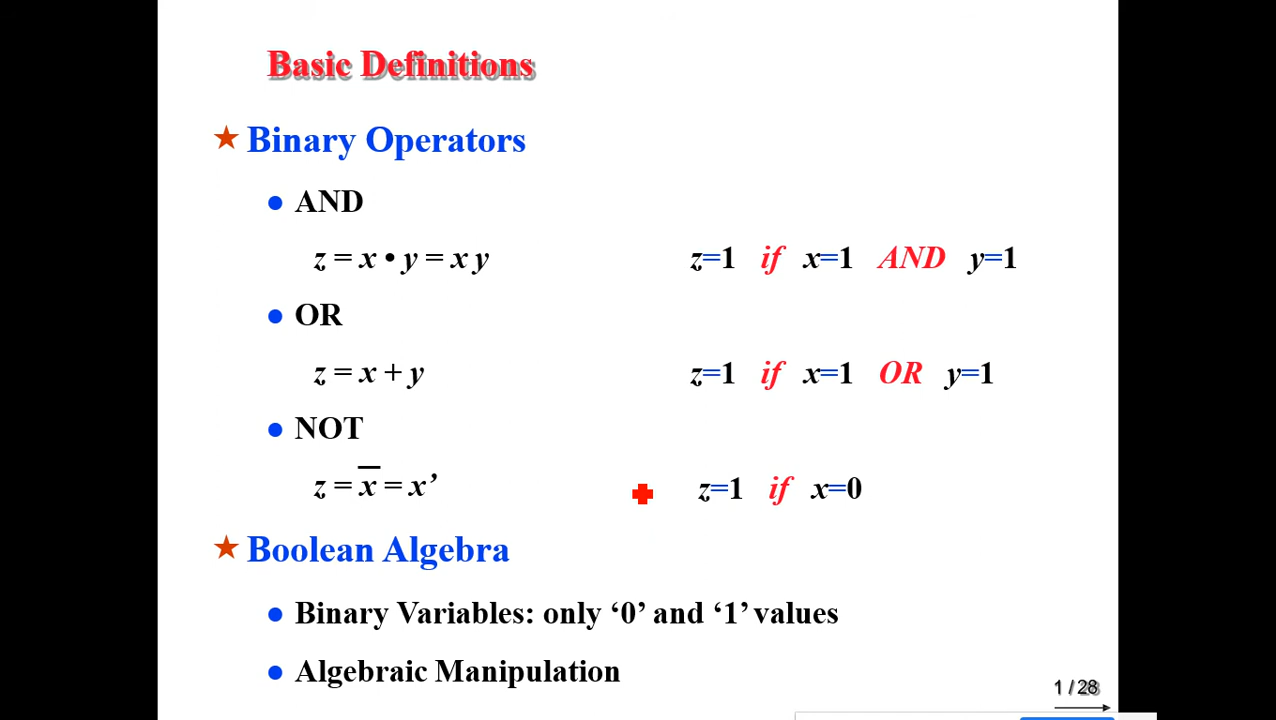 Basic Definitions
★ Binary Operators
● AND
z = x • y = x y z=1 if x=1 AND y=1
● OR
z = x + y z=1 if x=1 OR y=1
● NOT
z = x̅ = x’ z=1 if x=0
★ Boolean Algebra
● Binary Variables: only ‘0’ and ‘1’ values
● Algebraic Manipulation
1 / 28